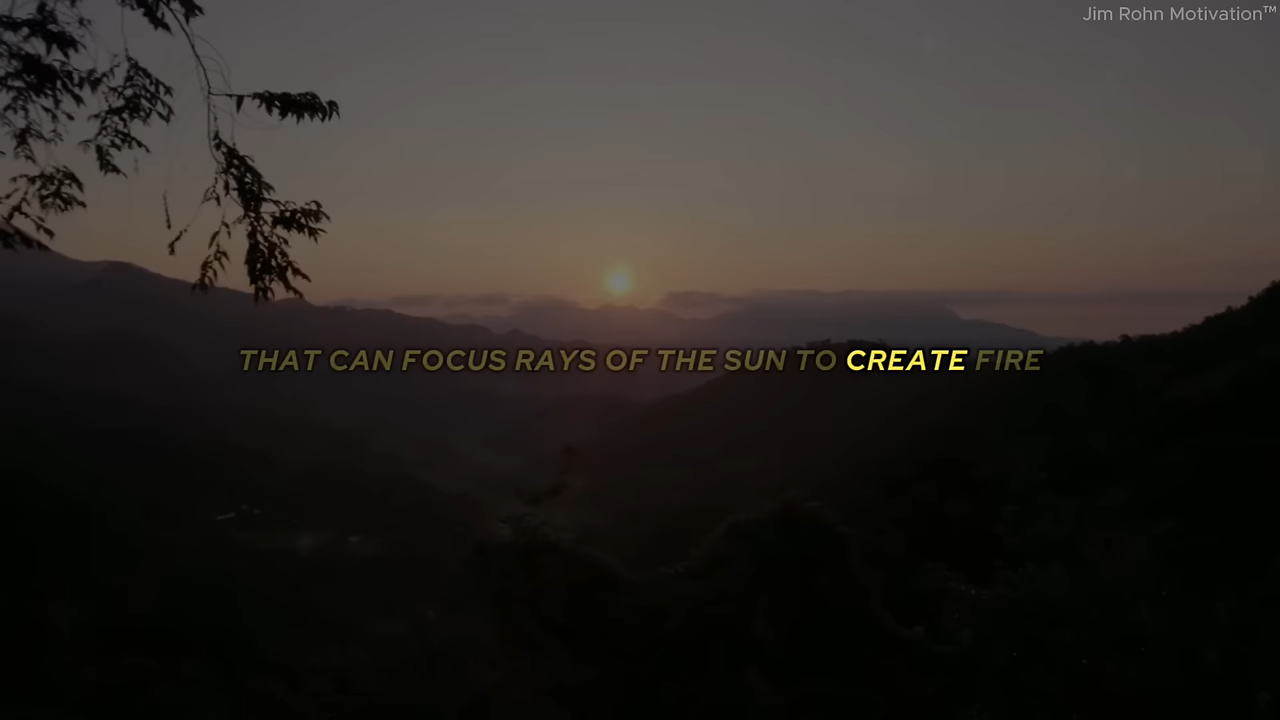 Jim Rohn Motivation™
THAT CAN FOCUS RAYS OF THE SUN TO CREATE FIRE